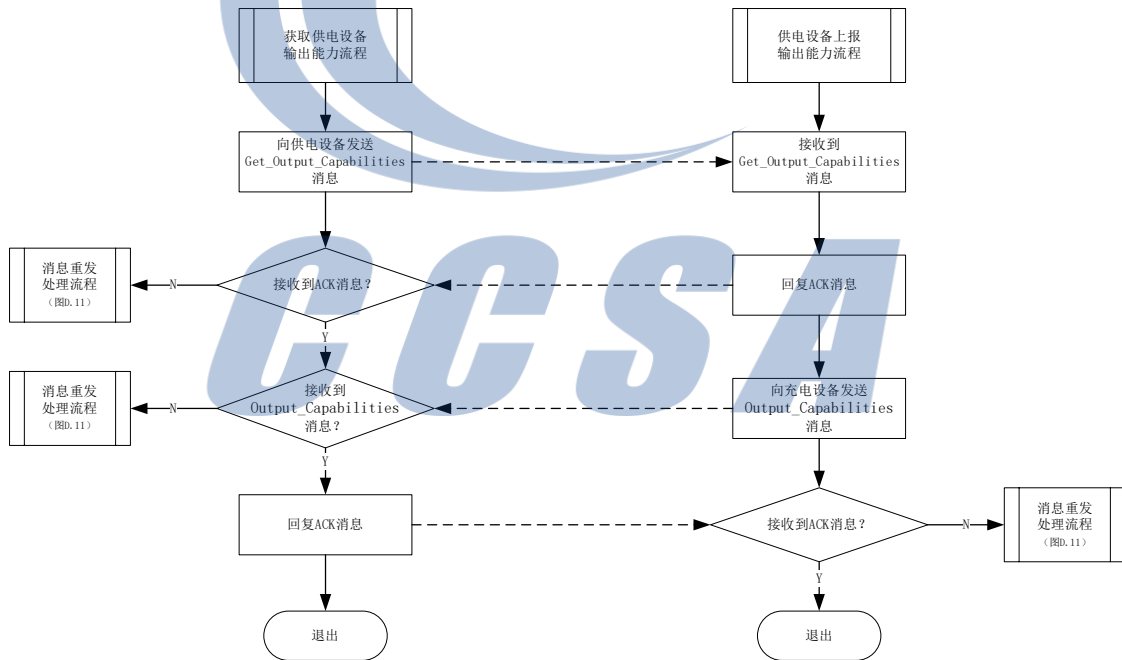 获取供电设备
输出能力流程
供电设备上报
输出能力流程
向供电设备发送
Get_Output_Capabilities
消息
接收到
Get_Output_Capabilities
消息
消息重发
处理流程
（图D.11）
N
接收到ACK消息？
回复ACK消息
Y
消息重发
处理流程
（图D.11）
N
接收到
Output_Capabilities
消息？
向充电设备发送
Output_Capabilities
消息
Y
回复ACK消息
接收到ACK消息？
N
消息重发
处理流程
（图D.11）
Y
退出
退出
CCSA